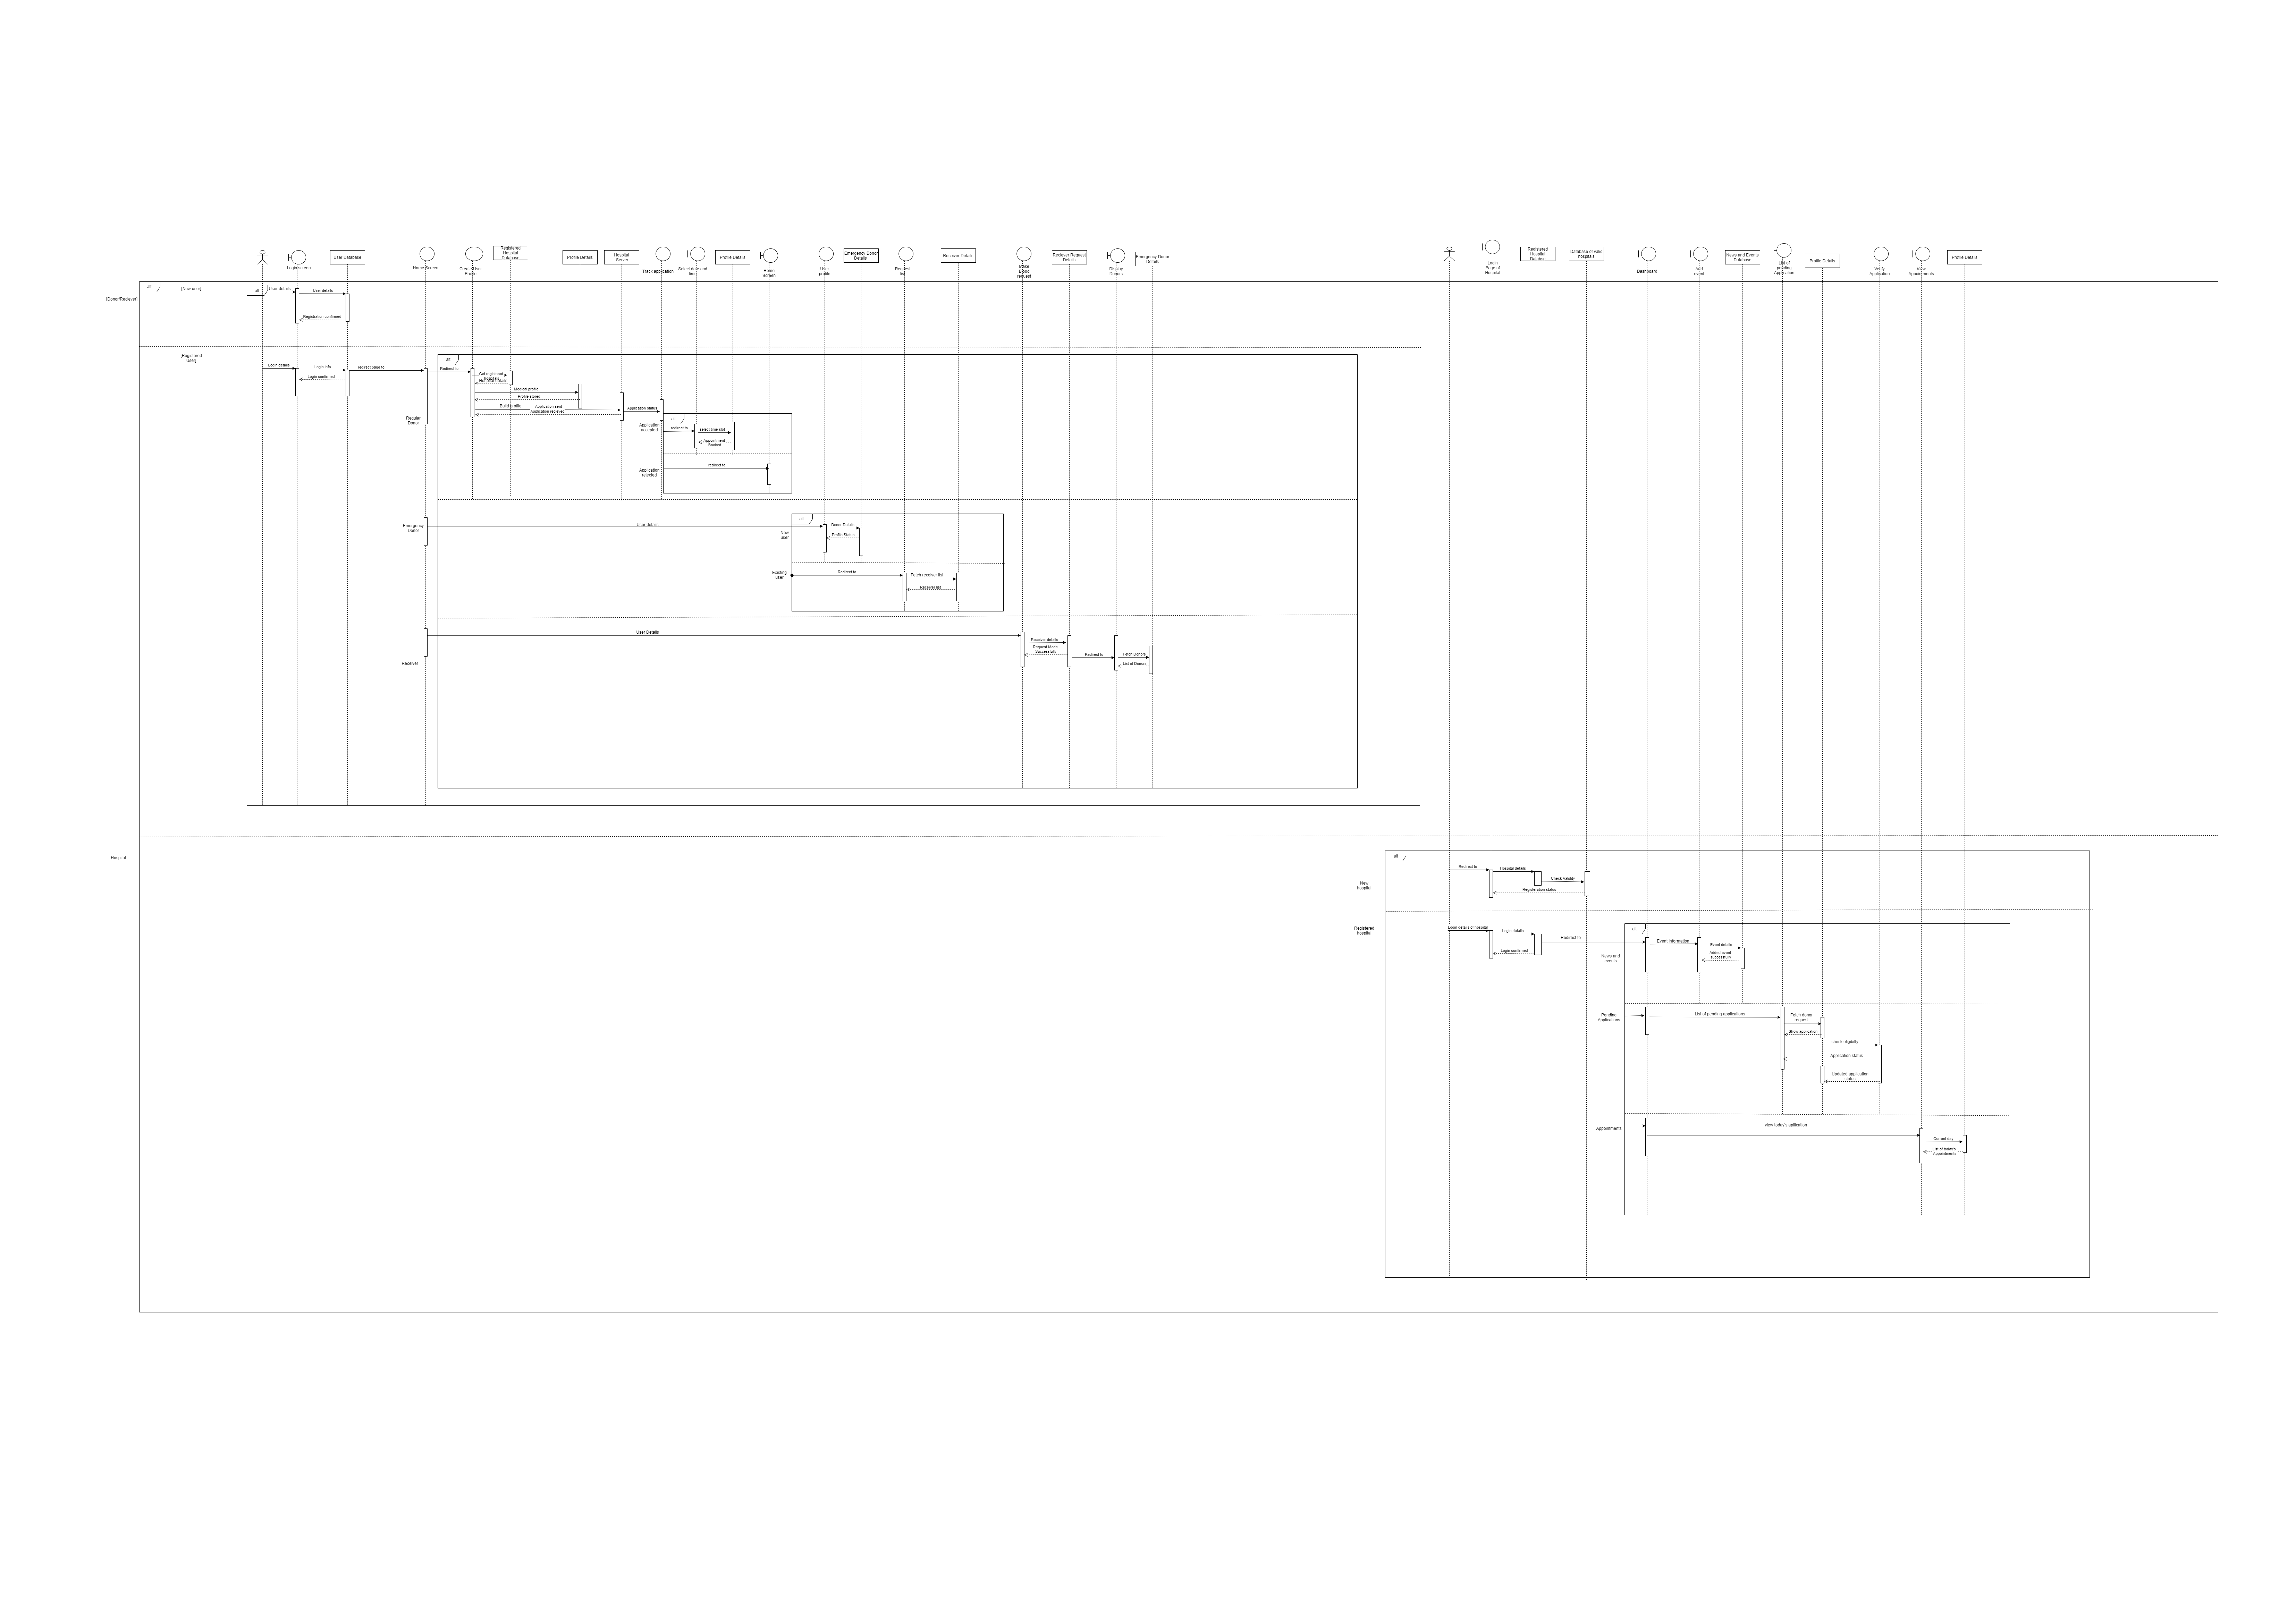 Login screen
User Database
Home Screen
Create User
Profile
Registered
Hospital
Database
Profile Details
Hospital
Server
Track application
Select date and
time
Profile Details
Home
Screen
User
profile
Emergency Donor
Details
Request
list
Receiver Details
Make
Blood
request
Reciever Request
Details
Display
Donors
Emergency Donor
Details
Login
Page of
Hospital
Registered
Hospital
Databse
Database of valid
hospitals
Dashboard
Add
event
News and Events
Database
List of
pending
Application
Profile Details
Verify
Application
View
Appointments
Profile Details
alt
[Donor/Reciever]
[New user]
alt
User details
User details
Registration confirmed
[Registered
User]
alt
Login details
Login info
Login confirmed
redirect page to
Redirect to
Get registered
hospitals
Hospital Details
Medical profile
Profile stored
Build profile
Application sent
Application recieved
Application status
Regular
Donor
alt
Application
accepted
redirect to
select time slot
Appointment
Booked
Application
rejected
redirect to
Emergency
Donor
User details
alt
New
user
Donor Details
Profile Status
Existing
user
Redirect to
Fetch receiver list
Receiver list
Receiver
User Details
Receiver details
Request Made
Successfully
Redirect to
Fetch Donors
List of Donors
Hospital
alt
New
hospital
Redirect to
Hospital details
Check Validity
Registeration status
Registered
hospital
Login details of hospital
Login details
Login confirmed
Redirect to
alt
News and
events
Event information
Event details
Added event
successfully
Pending
Applications
List of pending applications
Fetch donor
request
Show application
check eligibilty
Application status
Updated application
status
Appointments
view today's apllication
Current day
List of today's
Appointments